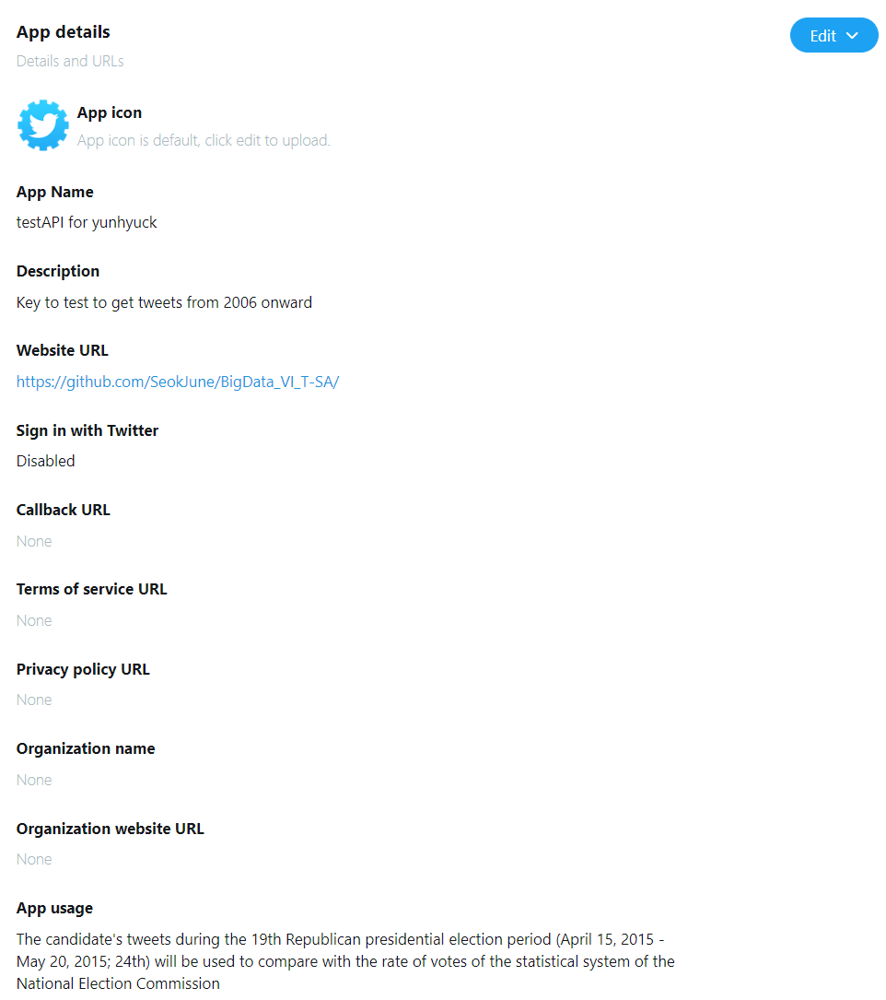 App details
Edit
Details and URLs
App icon
App icon is default, click edit to upload.
App Name
testAPI for yunhyuck
Description
Key to test to get tweets from 2006 onward
Website URL
https://github.com/SeokJune/BigData_VI_T-SA/
Sign in with Twitter
Disabled
Callback URL
None
Terms of service URL
None
Privacy policy URL
None
Organization name
None
Organization website URL
None
App usage
The candidate's tweets during the 19th Republican presidential election period (April 15, 2015 -
May 20, 2015; 24th) will be used to compare with the rate of votes of the statistical system of the
National Election Commission